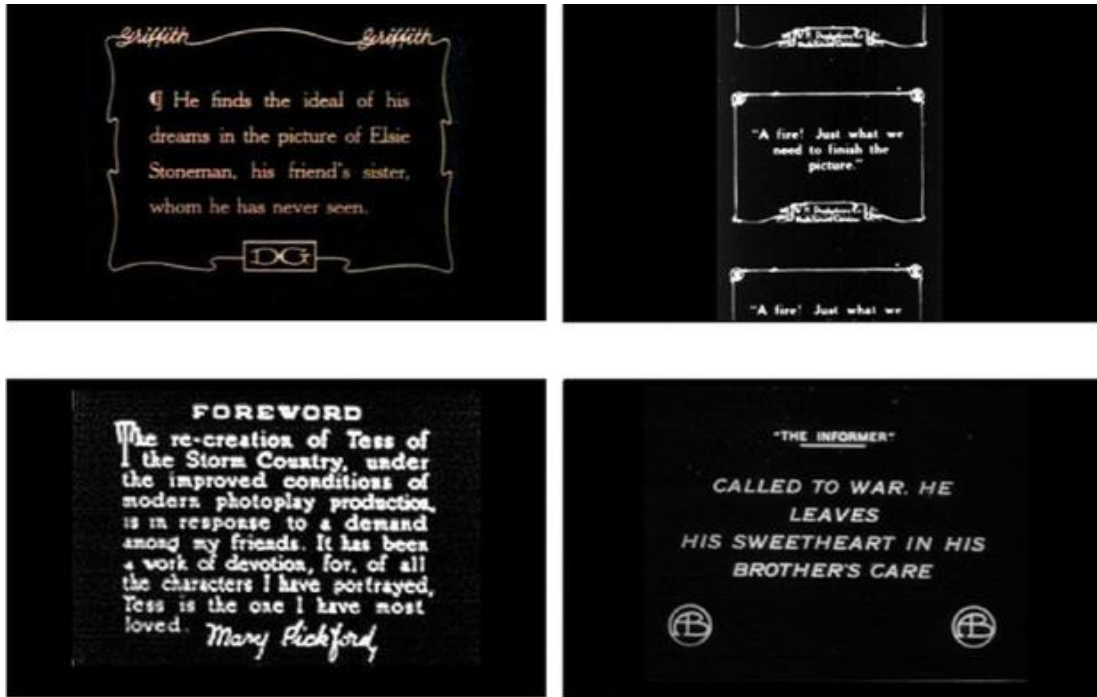 Griffith Griffith
¶ He finds the ideal of his
dreams in the picture of Elsie
Stoneman, his friend's sister,
whom he has never seen.
DG
"A fire! Just what we
need to finish the
picture."
"A fire! Just what we
FOREWORD
The re-creation of Tess of
the Storm Country, under
the improved conditions of
modern photoplay production,
is in response to a demand
among my friends. It has been
a work of devotion, for, of all
the characters I have portrayed,
Tess is the one I have most
loved. Mary Pickford
"THE INFORMER"
CALLED TO WAR. HE
LEAVES
HIS SWEETHEART IN HIS
BROTHER'S CARE
AB AB